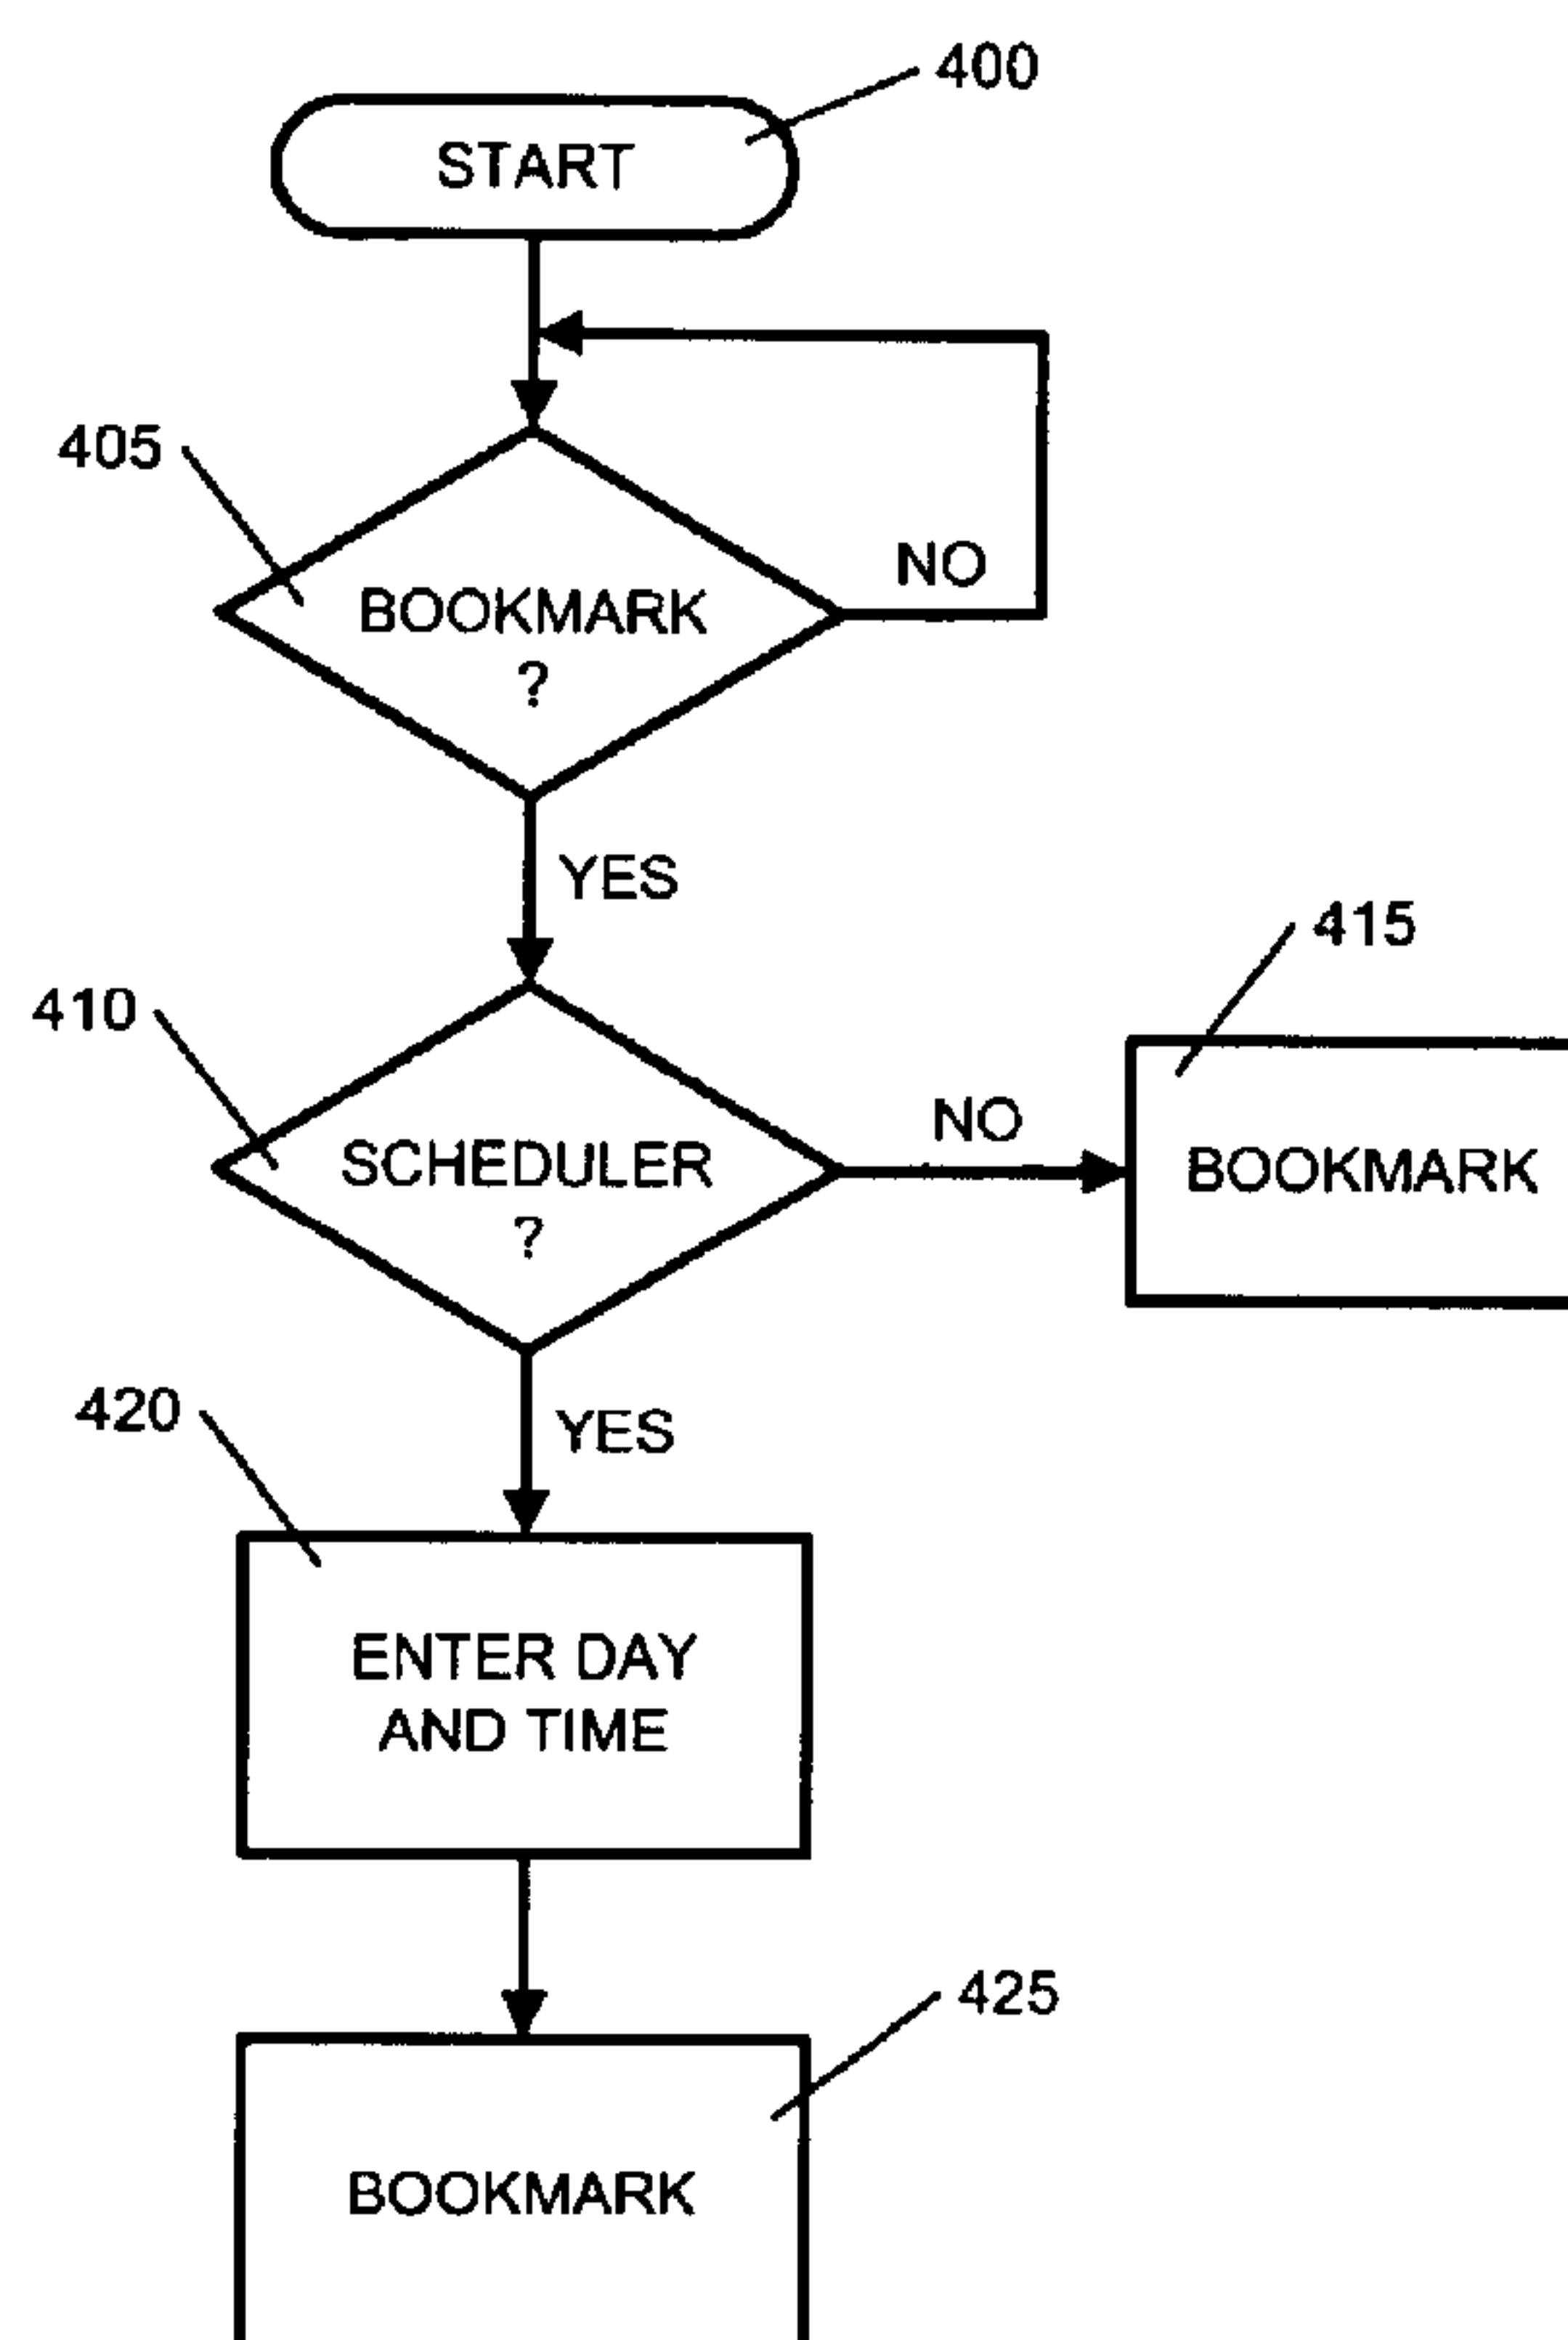 400
START
405
NO
BOOKMARK
?
YES
415
410
NO
SCHEDULER
?
BOOKMARK
420
YES
ENTER DAY
AND TIME
425
BOOKMARK